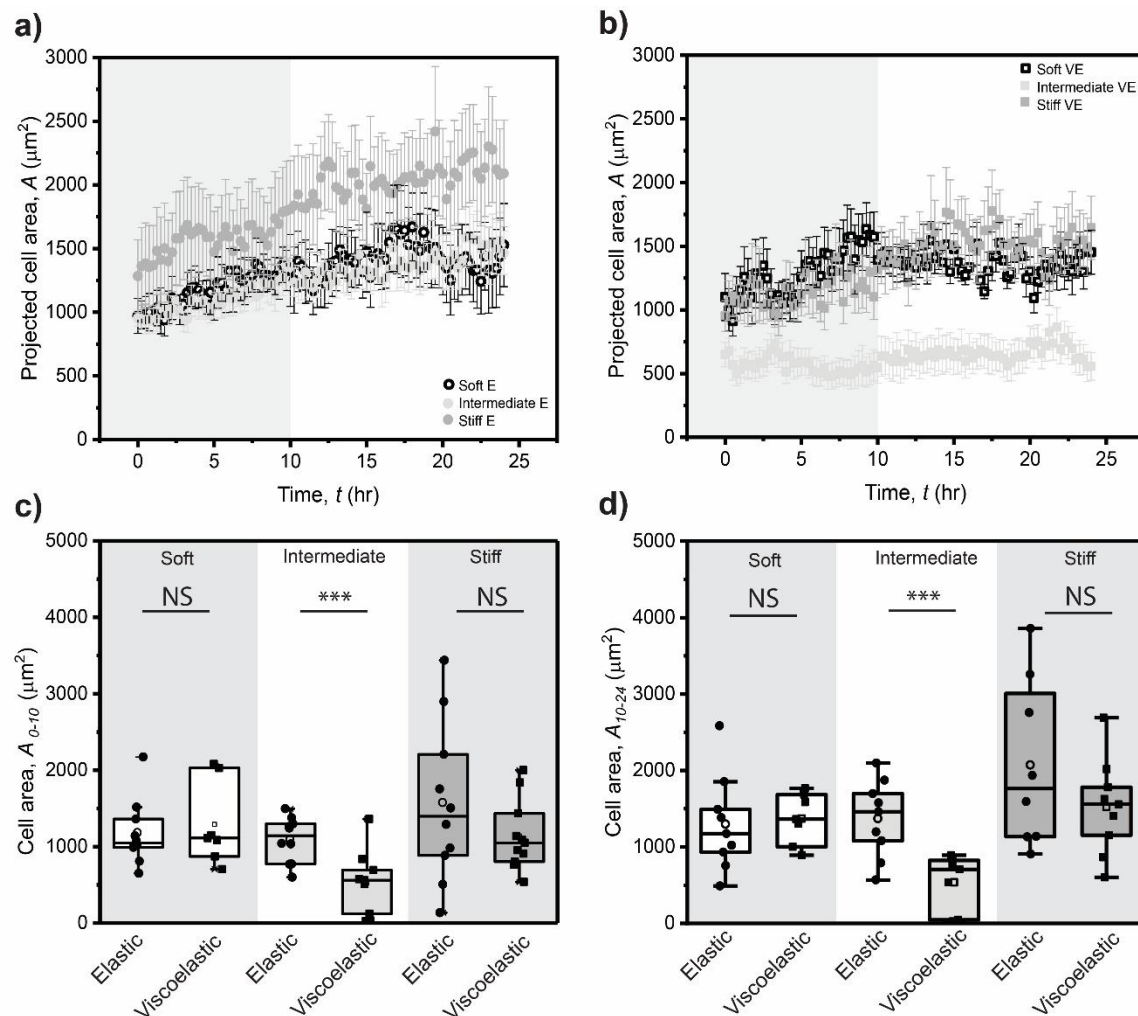 a)
Projected cell area, A (μm²)
3000
2500
2000
1500
1000
500
0
Soft E
Intermediate E
Stiff E
0 5 10 15 20 25
Time, t (hr)
b)
Projected cell area, A (μm²)
3000
2500
2000
1500
1000
500
0
Soft VE
Intermediate VE
Stiff VE
0 5 10 15 20 25
Time, t (hr)
c)
Cell area, A₀₋₁₀ (μm²)
5000
4000
3000
2000
1000
0
Soft Intermediate Stiff
NS *** NS
Elastic Viscoelastic Elastic Viscoelastic Elastic Viscoelastic
d)
Cell area, A₁₀₋₂₄ (μm²)
5000
4000
3000
2000
1000
0
Soft Intermediate Stiff
NS *** NS
Elastic Viscoelastic Elastic Viscoelastic Elastic Viscoelastic